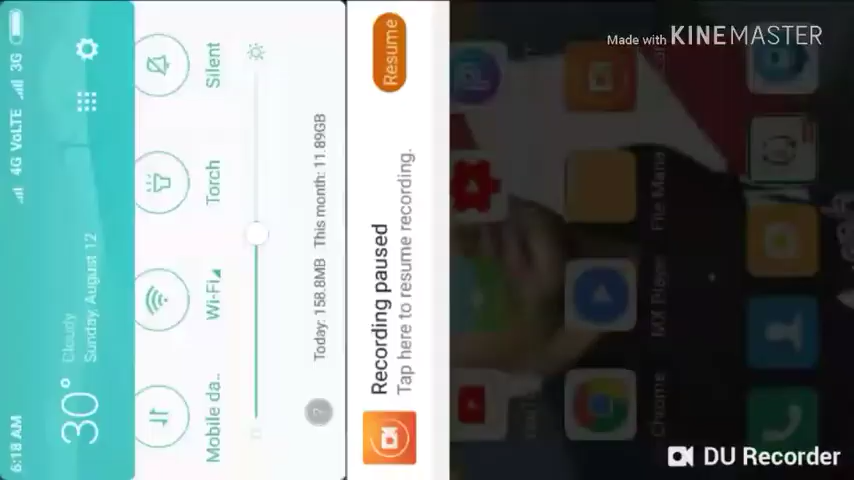 6:18 AM
4G VoLTE
3G
30°
Cloudy
Sunday, August 12
Mobile da..
Wi-Fi
Torch
Silent
Today: 158.8MB This month: 11.89GB
?
Recording paused
Tap here to resume recording.
Resume
Chrome
MX Player
File Mana
Made with KINEMASTER
DU Recorder